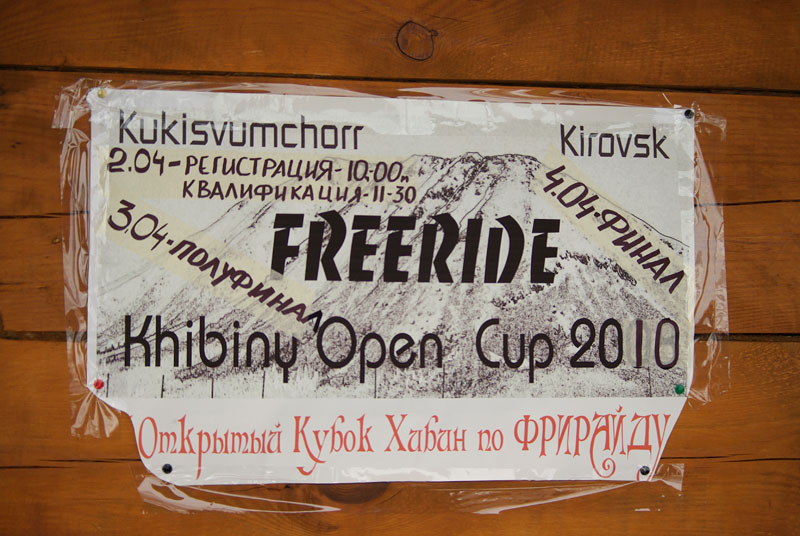 Kukisvumchorr
Kirovsk
2.04-РЕГИСТРАЦИЯ-10.00
КВАЛИФИКАЦИЯ-11-30
4.04-ФИНАЛ
3.04-ПОЛУФИНАЛ
FREERIDE
Khibiny Open Cup 2010
Открытый Кубок Хибин по ФРИРАЙДУ